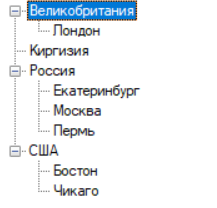 Великобритания
Лондон
Киргизия
Россия
Екатеринбург
Москва
Пермь
США
Бостон
Чикаго